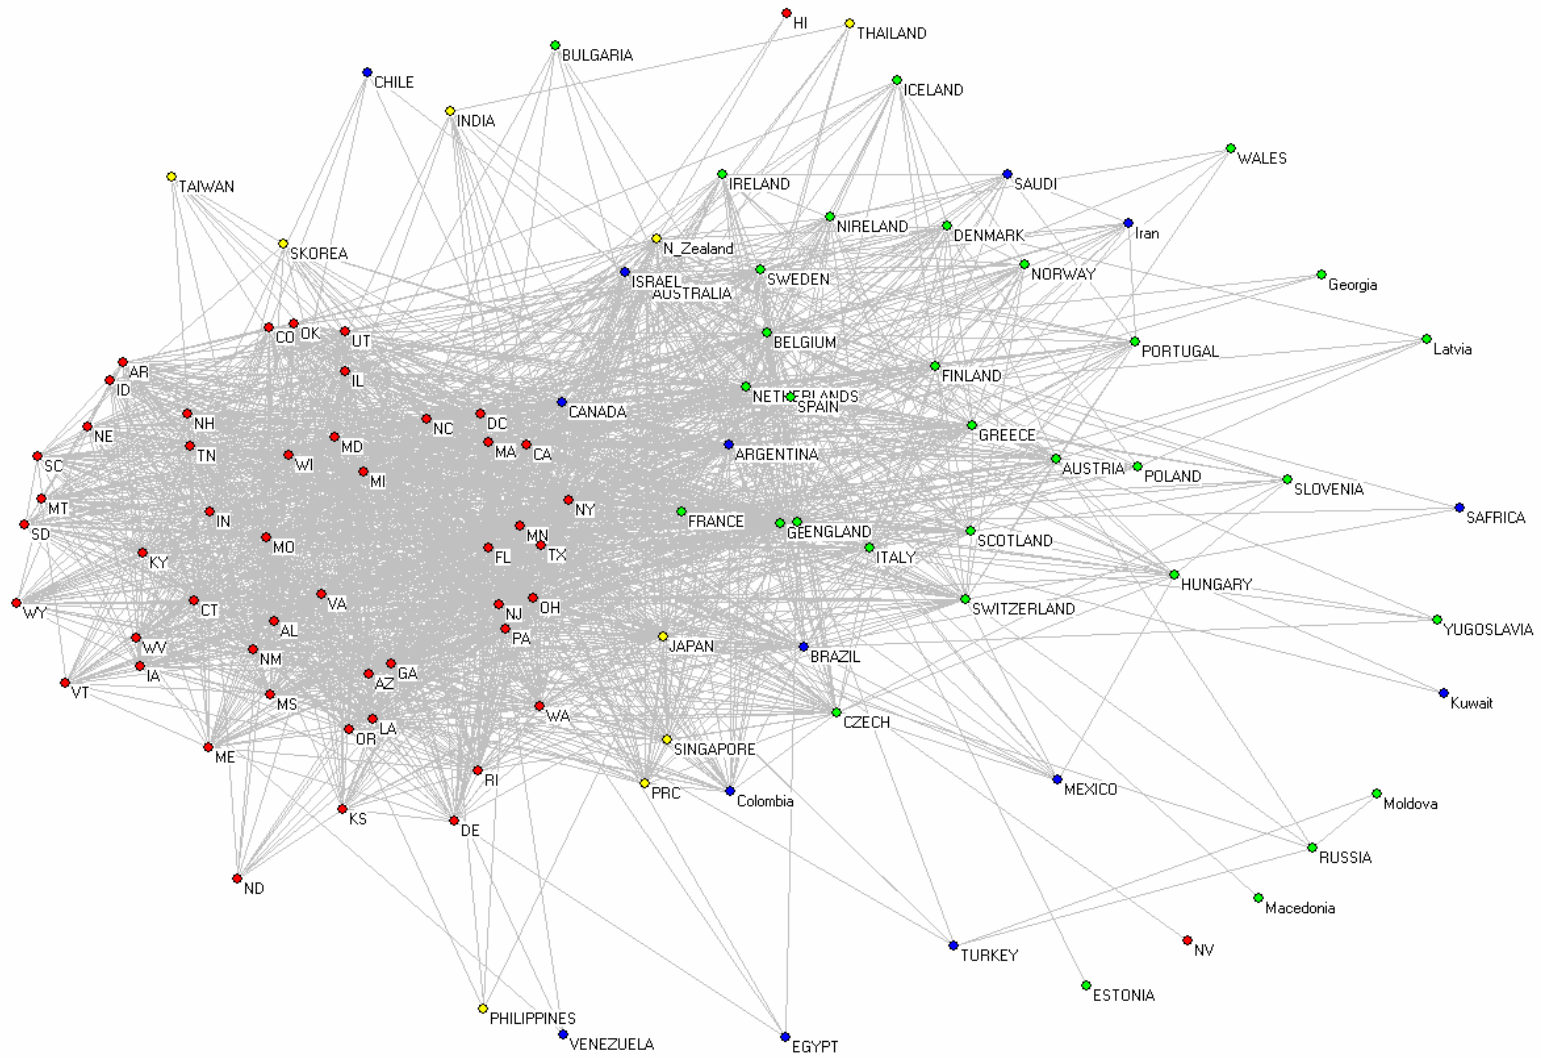 HI
THAILAND
BULGARIA
CHILE
ICELAND
INDIA
WALES
TAIWAN
IRELAND
SAUDI
NIRELAND
DENMARK
Iran
N_Zealand
SKOREA
NORWAY
SWEDEN
ISRAEL
Georgia
AUSTRALIA
CO
OK
UT
BELGIUM
PORTUGAL
Latvia
AR
ID
IL
FINLAND
NETHERLANDS
SPAIN
CANADA
NH
NC
DC
NE
MD
GREECE
TN
WI
MA
CA
ARGENTINA
SC
MI
AUSTRIA
POLAND
SLOVENIA
MT
NY
SAFRICA
IN
FRANCE
SD
MN
GE
ENGLAND
MO
SCOTLAND
KY
FL
TX
ITALY
HUNGARY
WY
CT
VA
NJ
OH
SWITZERLAND
AL
PA
YUGOSLAVIA
WV
NM
JAPAN
BRAZIL
IA
GA
AZ
VT
MS
Kuwait
WA
CZECH
OR
LA
ME
SINGAPORE
RI
PRC
Colombia
MEXICO
Moldova
KS
DE
RUSSIA
ND
Macedonia
NV
TURKEY
ESTONIA
PHILIPPINES
VENEZUELA
EGYPT